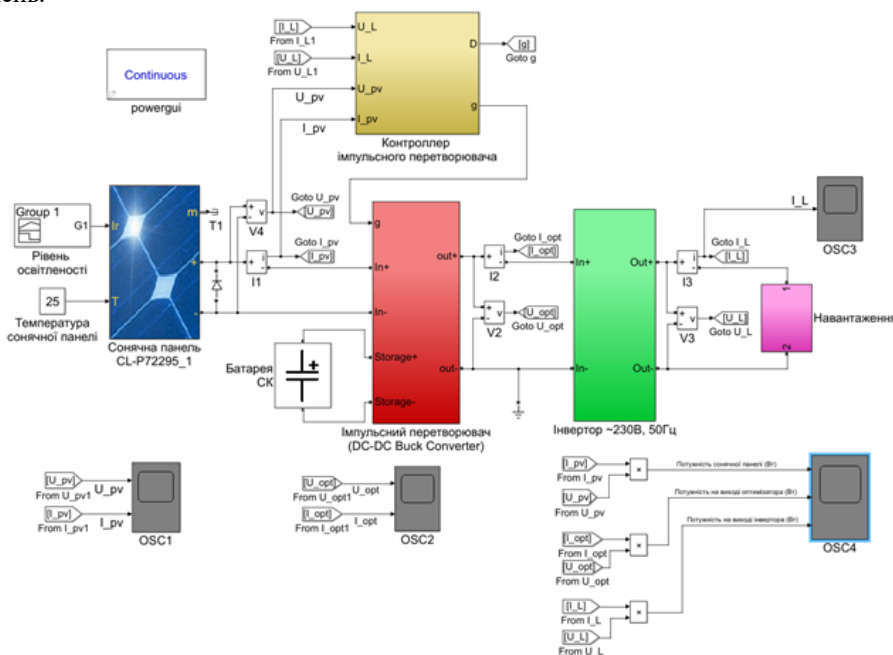 [I_L]
From I_L1
[U_L]
From U_L1
U_pv
I_pv
U_L
I_L
U_pv
I_pv
D
g
[g]
Goto g
Контроллер
імпульсного перетворювача
Continuous
powergui
Group 1
G1
Рівень
освітленості
25
Температура
сонячної панелі
Ir
T
m
+
-
T1
Сонячна панель
CL-P72295_1
+
-
v
V4
Goto U_pv
[U_pv]
+
-
i
I1
Goto I_pv
[I_pv]
g
In+
In-
Storage+
Storage-
out+
out-
Імпульсний перетворювач
(DC-DC Buck Converter)
Батарея
СК
+
+
-
i
I2
Goto I_opt
[I_opt]
+
-
v
V2
[U_opt]
Goto U_opt
In+
In-
Out+
Out-
Інвертор ~230В, 50Гц
+
-
i
I3
Goto I_L
[I_L]
+
-
v
V3
[U_L]
Goto U_L
I_L
OSC3
1
2
Навантаження
[U_pv]
From U_pv1
U_pv
[I_pv]
From I_pv1
I_pv
OSC1
[U_opt]
From U_opt1
U_opt
[I_opt]
From I_opt1
I_opt
OSC2
[I_pv]
From I_pv
[U_pv]
From U_pv
×
Потужність сонячної панелі (Вт)
[I_opt]
From I_opt
[U_opt]
From U_opt
×
Потужність на виході оптимізатора (Вт)
[I_L]
From I_L
[U_L]
From U_L
×
Потужність на виході інвертора (Вт)
OSC4